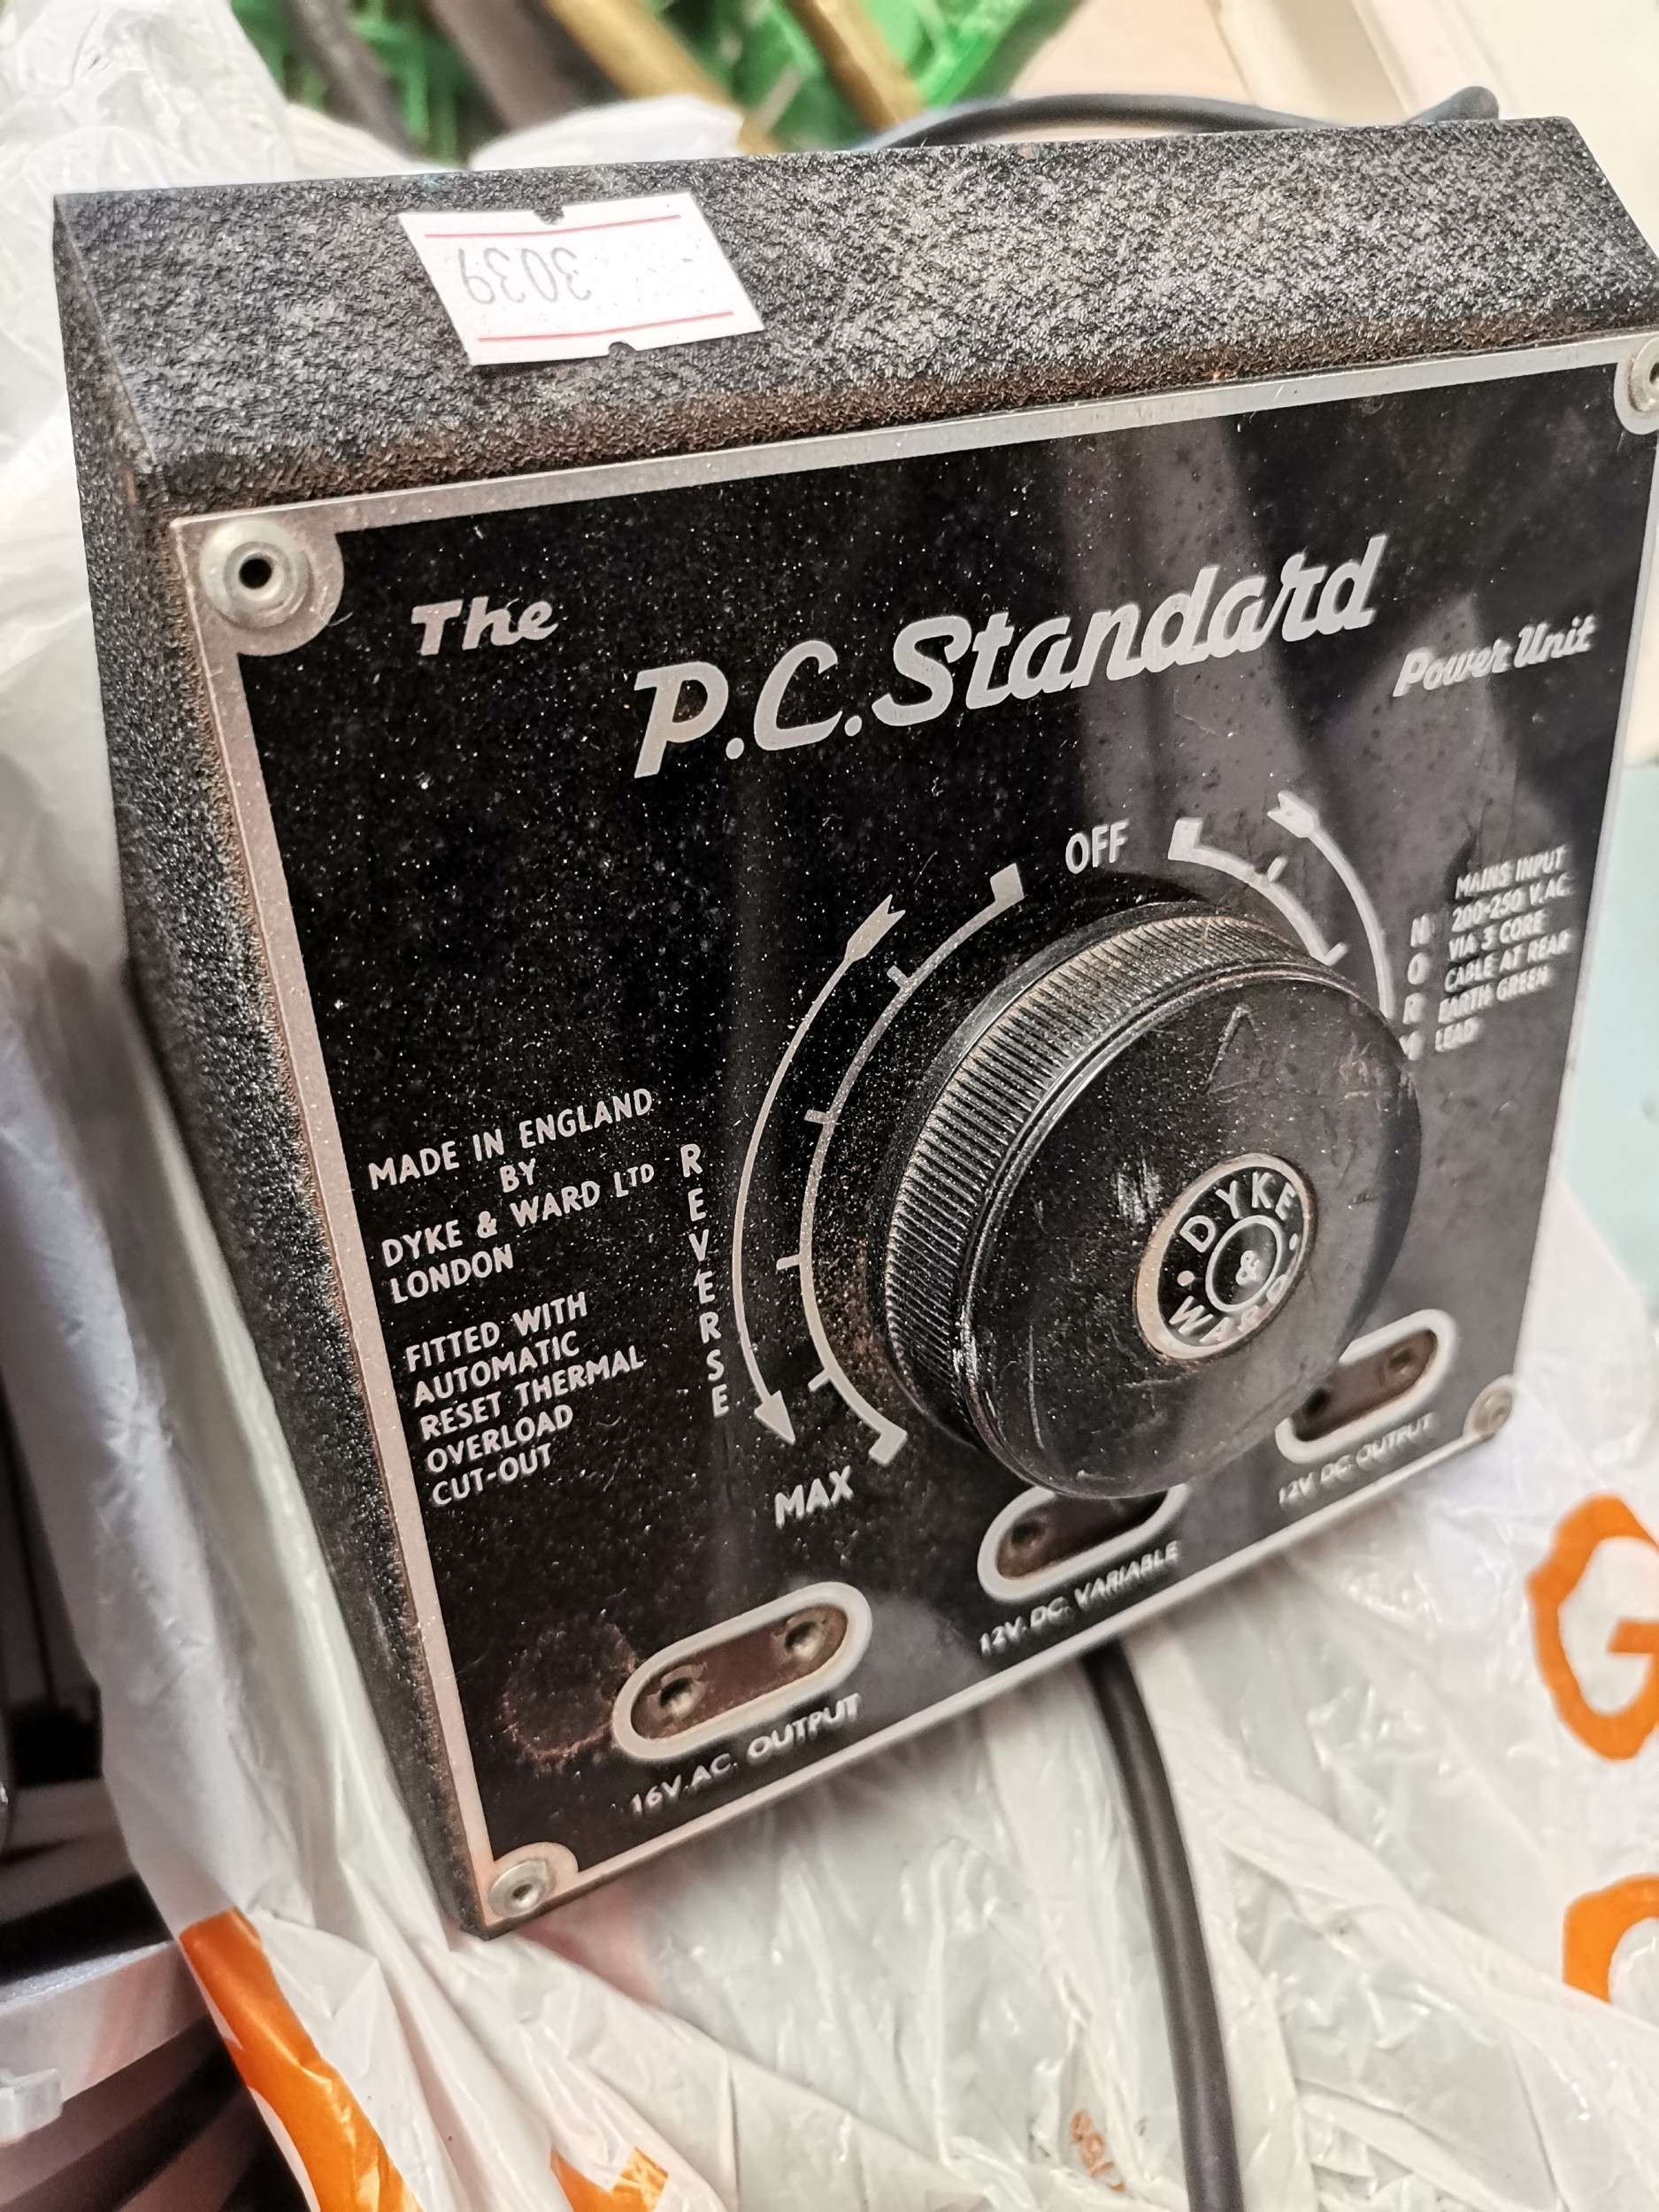 3039
The
P.C. Standard
Power Unit
OFF
MAINS INPUT
200-250 V.AC.
VIA 3 CORE
CABLE AT REAR
EARTH GREEN
LEAD
N
O
R
M
MADE IN ENGLAND
BY
DYKE & WARD LTD
LONDON
R
E
V
E
R
S
E
FITTED WITH
AUTOMATIC
RESET THERMAL
OVERLOAD
CUT-OUT
DYKE
&
WARD
MAX
16V.AC. OUTPUT
12V. DC. VARIABLE
12V. DC. OUTPUT
G